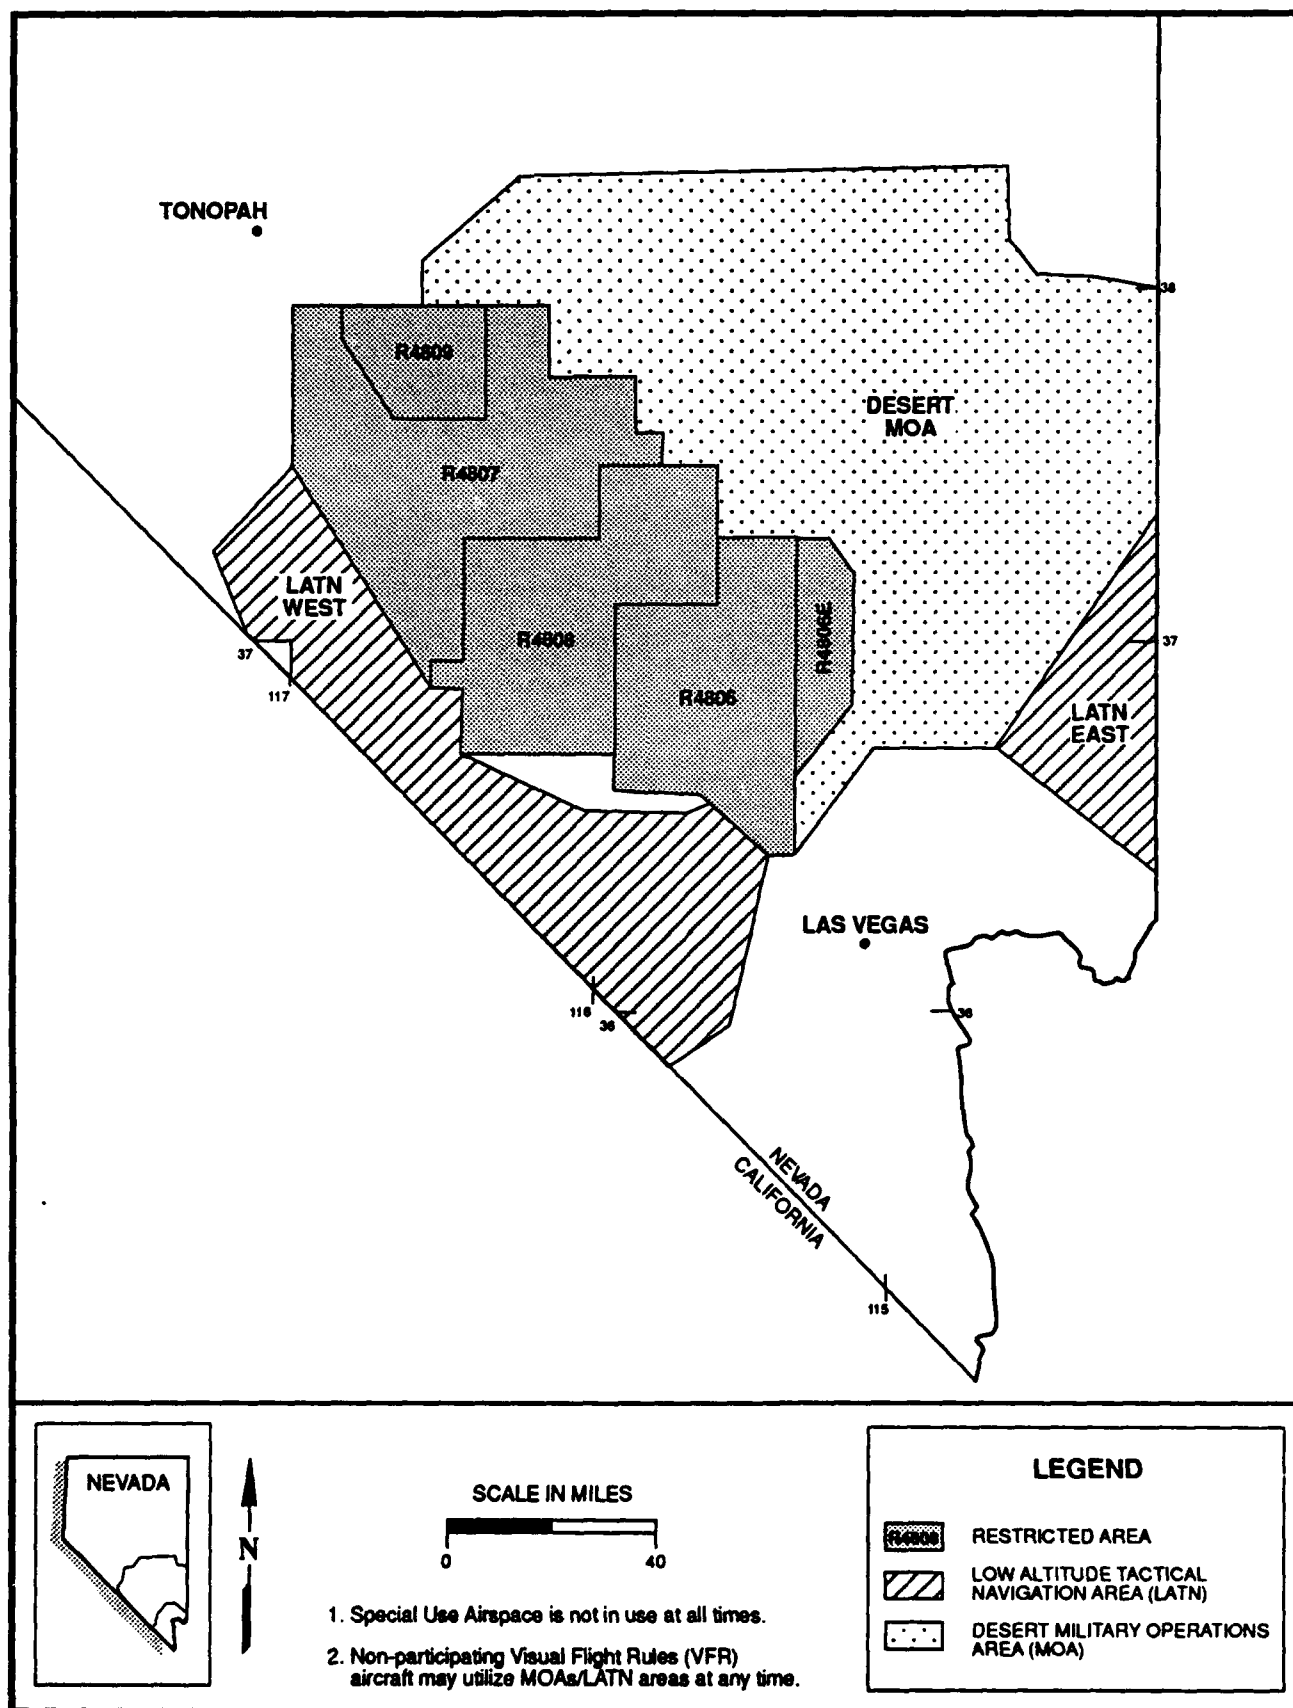 TONOPAH
38
R4809
DESERT
MOA
R4807
LATN
WEST
R4808
R4806E
37
37
117
R4806
LATN
EAST
LAS VEGAS
116
36
36
NEVADA
CALIFORNIA
115
NEVADA
N
SCALE IN MILES
0
40
1. Special Use Airspace is not in use at all times.
2. Non-participating Visual Flight Rules (VFR)
aircraft may utilize MOAs/LATN areas at any time.
LEGEND
R4808
RESTRICTED AREA
LOW ALTITUDE TACTICAL
NAVIGATION AREA (LATN)
DESERT MILITARY OPERATIONS
AREA (MOA)